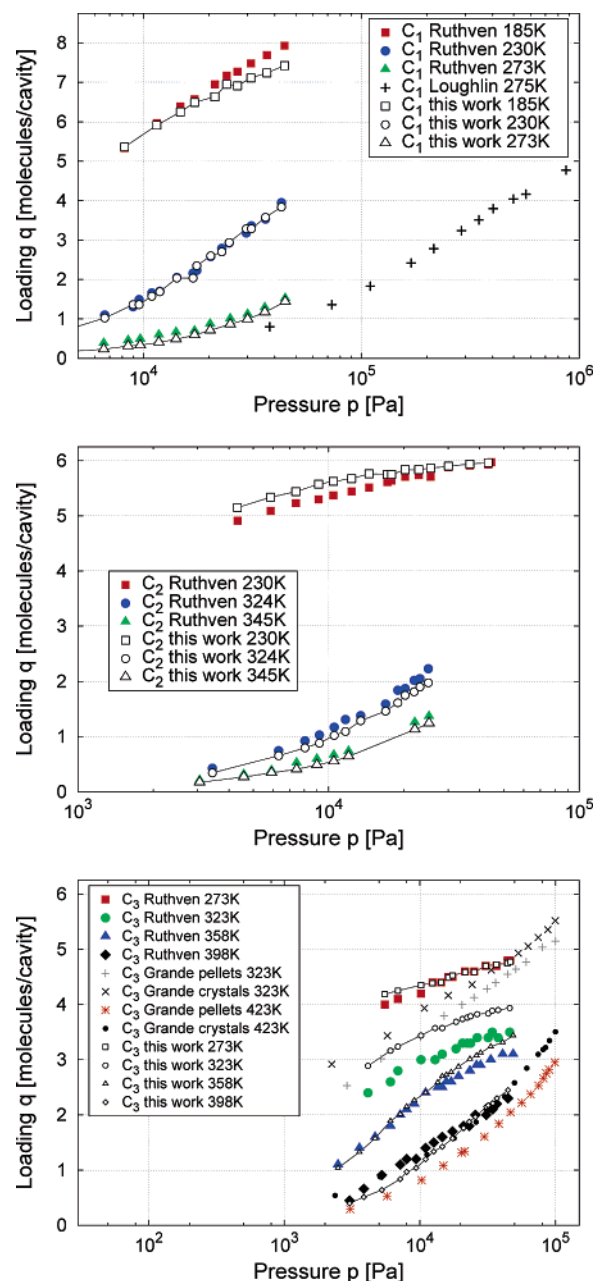 8
7
6
5
4
3
2
1
0
Loading q [molecules/cavity]
C1 Ruthven 185K
C1 Ruthven 230K
C1 Ruthven 273K
C1 Loughlin 275K
C1 this work 185K
C1 this work 230K
C1 this work 273K
10^4
10^5
10^6
Pressure p [Pa]
6
5
4
3
2
1
0
Loading q [molecules/cavity]
C2 Ruthven 230K
C2 Ruthven 324K
C2 Ruthven 345K
C2 this work 230K
C2 this work 324K
C2 this work 345K
10^3
10^4
10^5
Pressure p [Pa]
6
5
4
3
2
1
0
Loading q [molecules/cavity]
C3 Ruthven 273K
C3 Ruthven 323K
C3 Ruthven 358K
C3 Ruthven 398K
C3 Grande pellets 323K
C3 Grande crystals 323K
C3 Grande pellets 423K
C3 Grande crystals 423K
C3 this work 273K
C3 this work 323K
C3 this work 358K
C3 this work 398K
10^2
10^3
10^4
10^5
Pressure p [Pa]